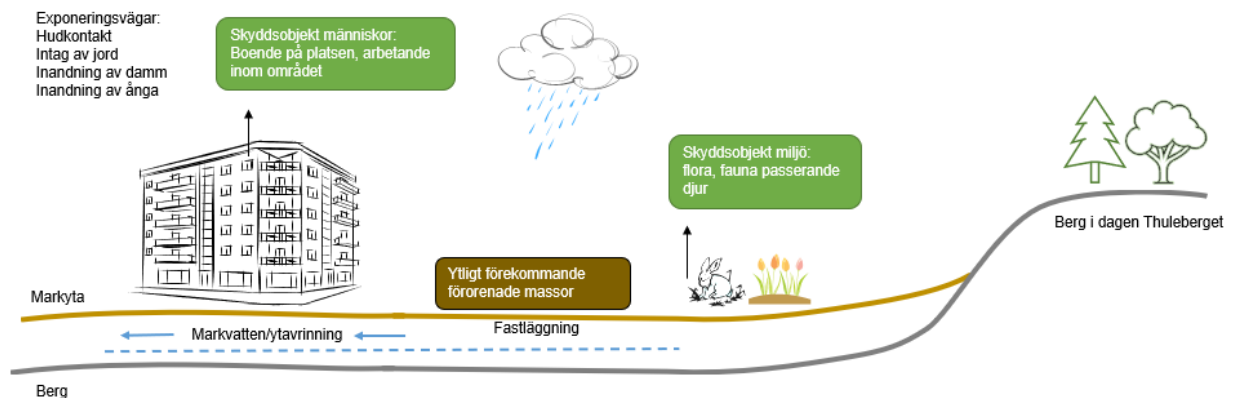 Exponeringsvägar:
Hudkontakt
Intag av jord
Inandning av damm
Inandning av ånga
Skyddsobjekt människor:
Boende på platsen, arbetande
inom området
Skyddsobjekt miljö:
flora, fauna passerande
djur
Berg i dagen Thuleberget
Ytligt förekommande
förorenade massor
Markyta
Markvatten/ytavrinning
Fastläggning
Berg